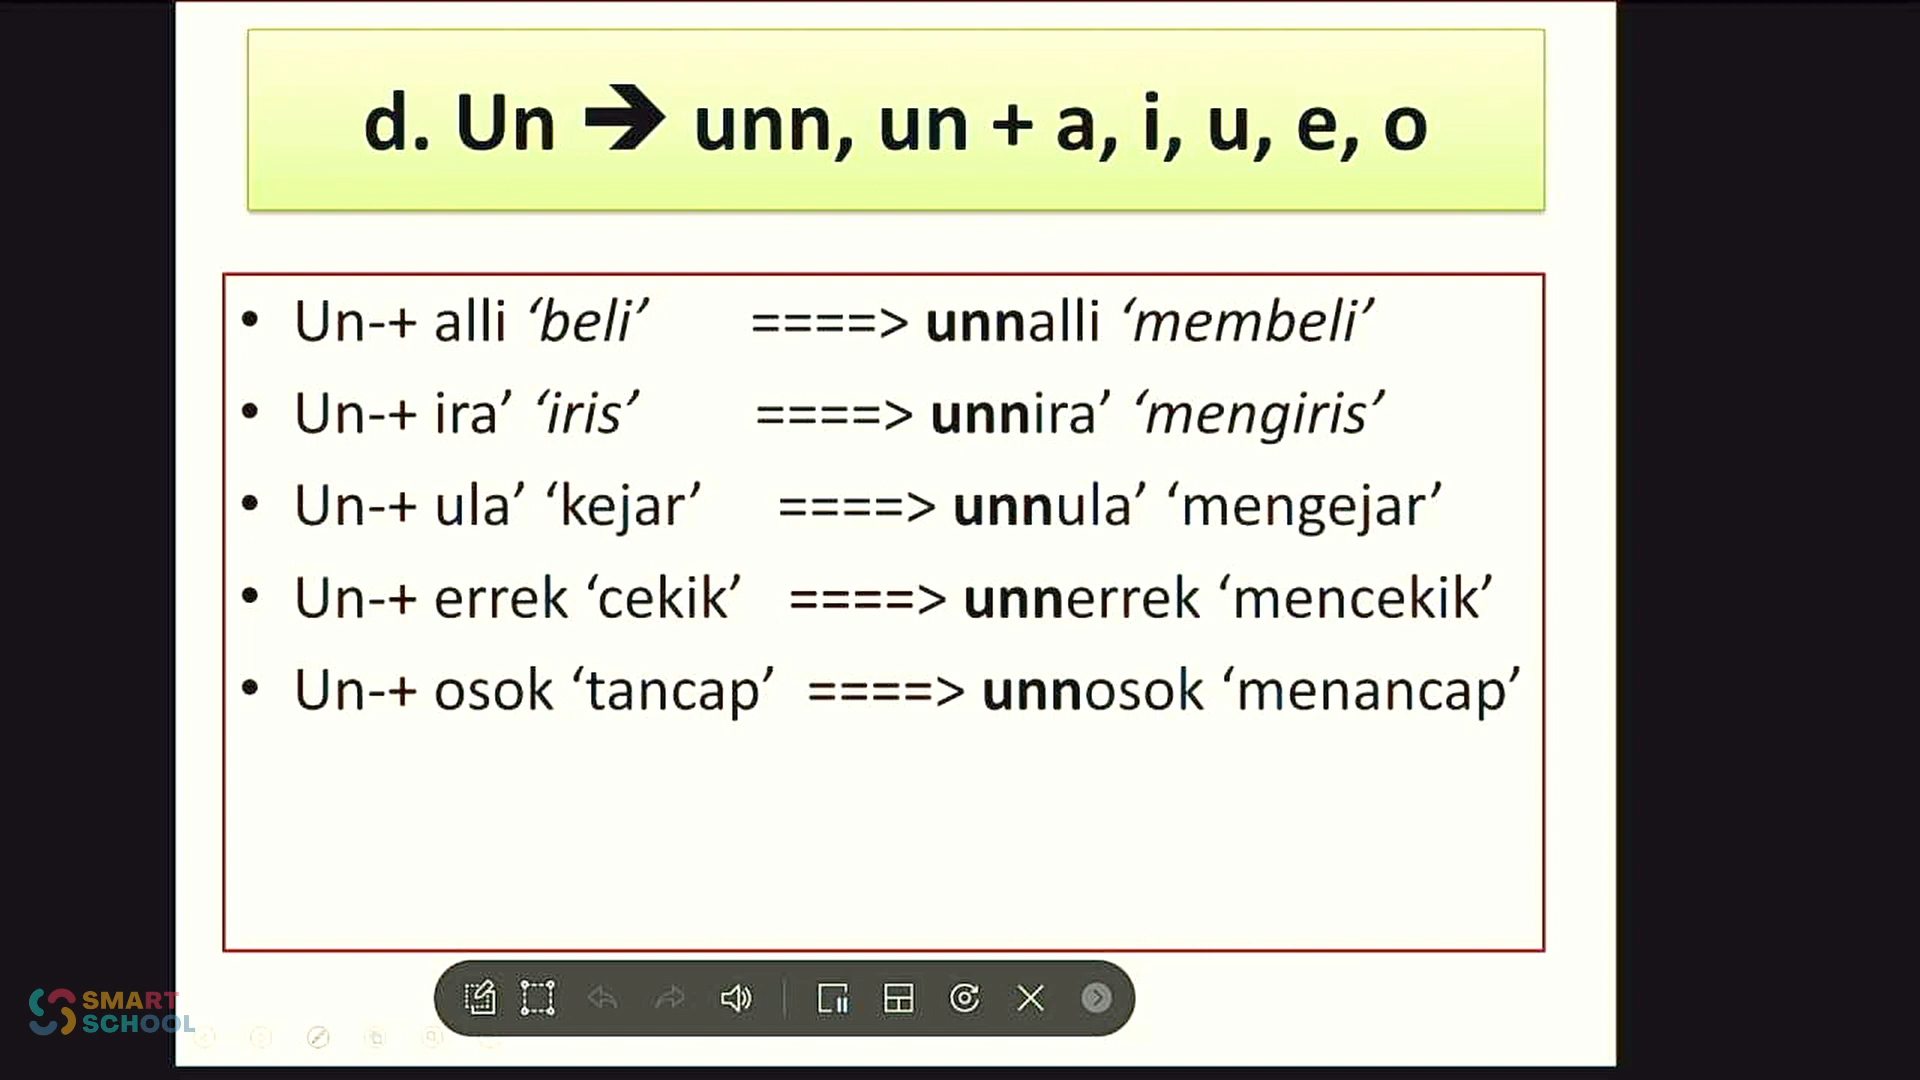 d. Un ➔ unn, un + a, i, u, e, o
• Un-+ alli ‘beli’ ====> unnalli ‘membeli’
• Un-+ ira’ ‘iris’ ====> unnira’ ‘mengiris’
• Un-+ ula’ ‘kejar’ ====> unnula’ ‘mengejar’
• Un-+ errek ‘cekik’ ====> unnerrek ‘mencekik’
• Un-+ osok ‘tancap’ ====> unnosok ‘menancap’
SMART
SCHOOL